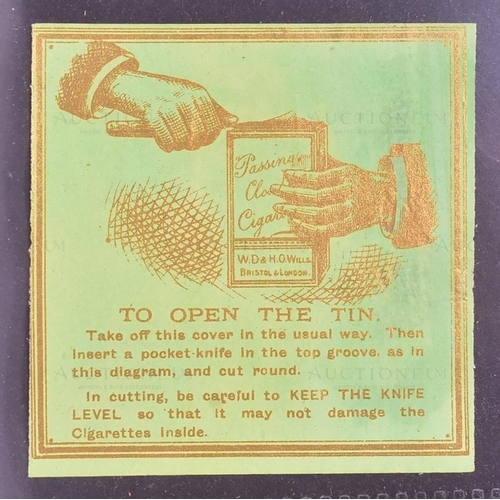 Passing
Cigar
W.D & H.O. WILLS.
BRISTOL & LONDON.
TO OPEN THE TIN.
Take off this cover in the usual way. Then
insert a pocket-knife in the top groove, as in
this diagram, and cut round.
In cutting, be careful to KEEP THE KNIFE
LEVEL so that it may not damage the
Cigarettes inside.